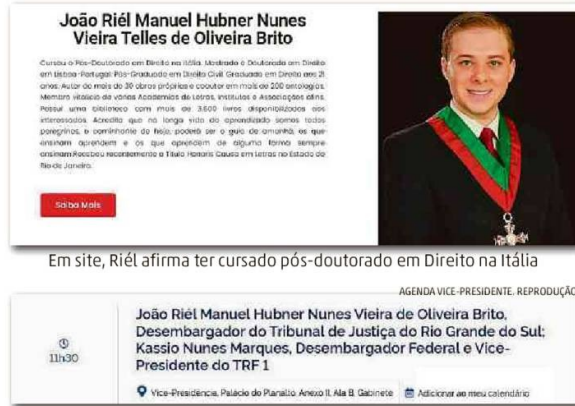 João Riél Manuel Hubner Nunes
Vieira Telles de Oliveira Brito
Cursou o Pós-Doutorado em Direito na Itália. Mestrado e Doutorado em Direito
em Lisboa-Portugal. Pós-Graduado em Direito Civil. Graduado em Direito aos 21
anos. Autor de mais de 30 obras próprias e coautor em mais de 200 antologias.
Membro vitalício de várias Academias de Letras, Institutos e Associações afins.
Possui uma biblioteca com mais de 3.600 livros disponibilizados aos
interessados. Acredita que na longa vida do aprendizado somos todos
peregrinos, o caminhante de hoje, poderá ser o guia de amanhã, os que
ensinam aprendem e os que aprendem de alguma forma sempre
ensinam.Recebeu recentemente o Título Honoris Causa em Letras no Estado do
Rio de Janeiro.
Saiba Mais
Em site, Riél afirma ter cursado pós-doutorado em Direito na Itália
AGENDA VICE-PRESIDENTE. REPRODUÇÃO
11h30
João Riél Manuel Hubner Nunes Vieira de Oliveira Brito,
Desembargador do Tribunal de Justiça do Rio Grande do Sul;
Kassio Nunes Marques, Desembargador Federal e Vice-
Presidente do TRF 1
Vice-Presidência, Palácio do Planalto, Anexo II, Ala B, Gabinete Adicionar ao meu calendário